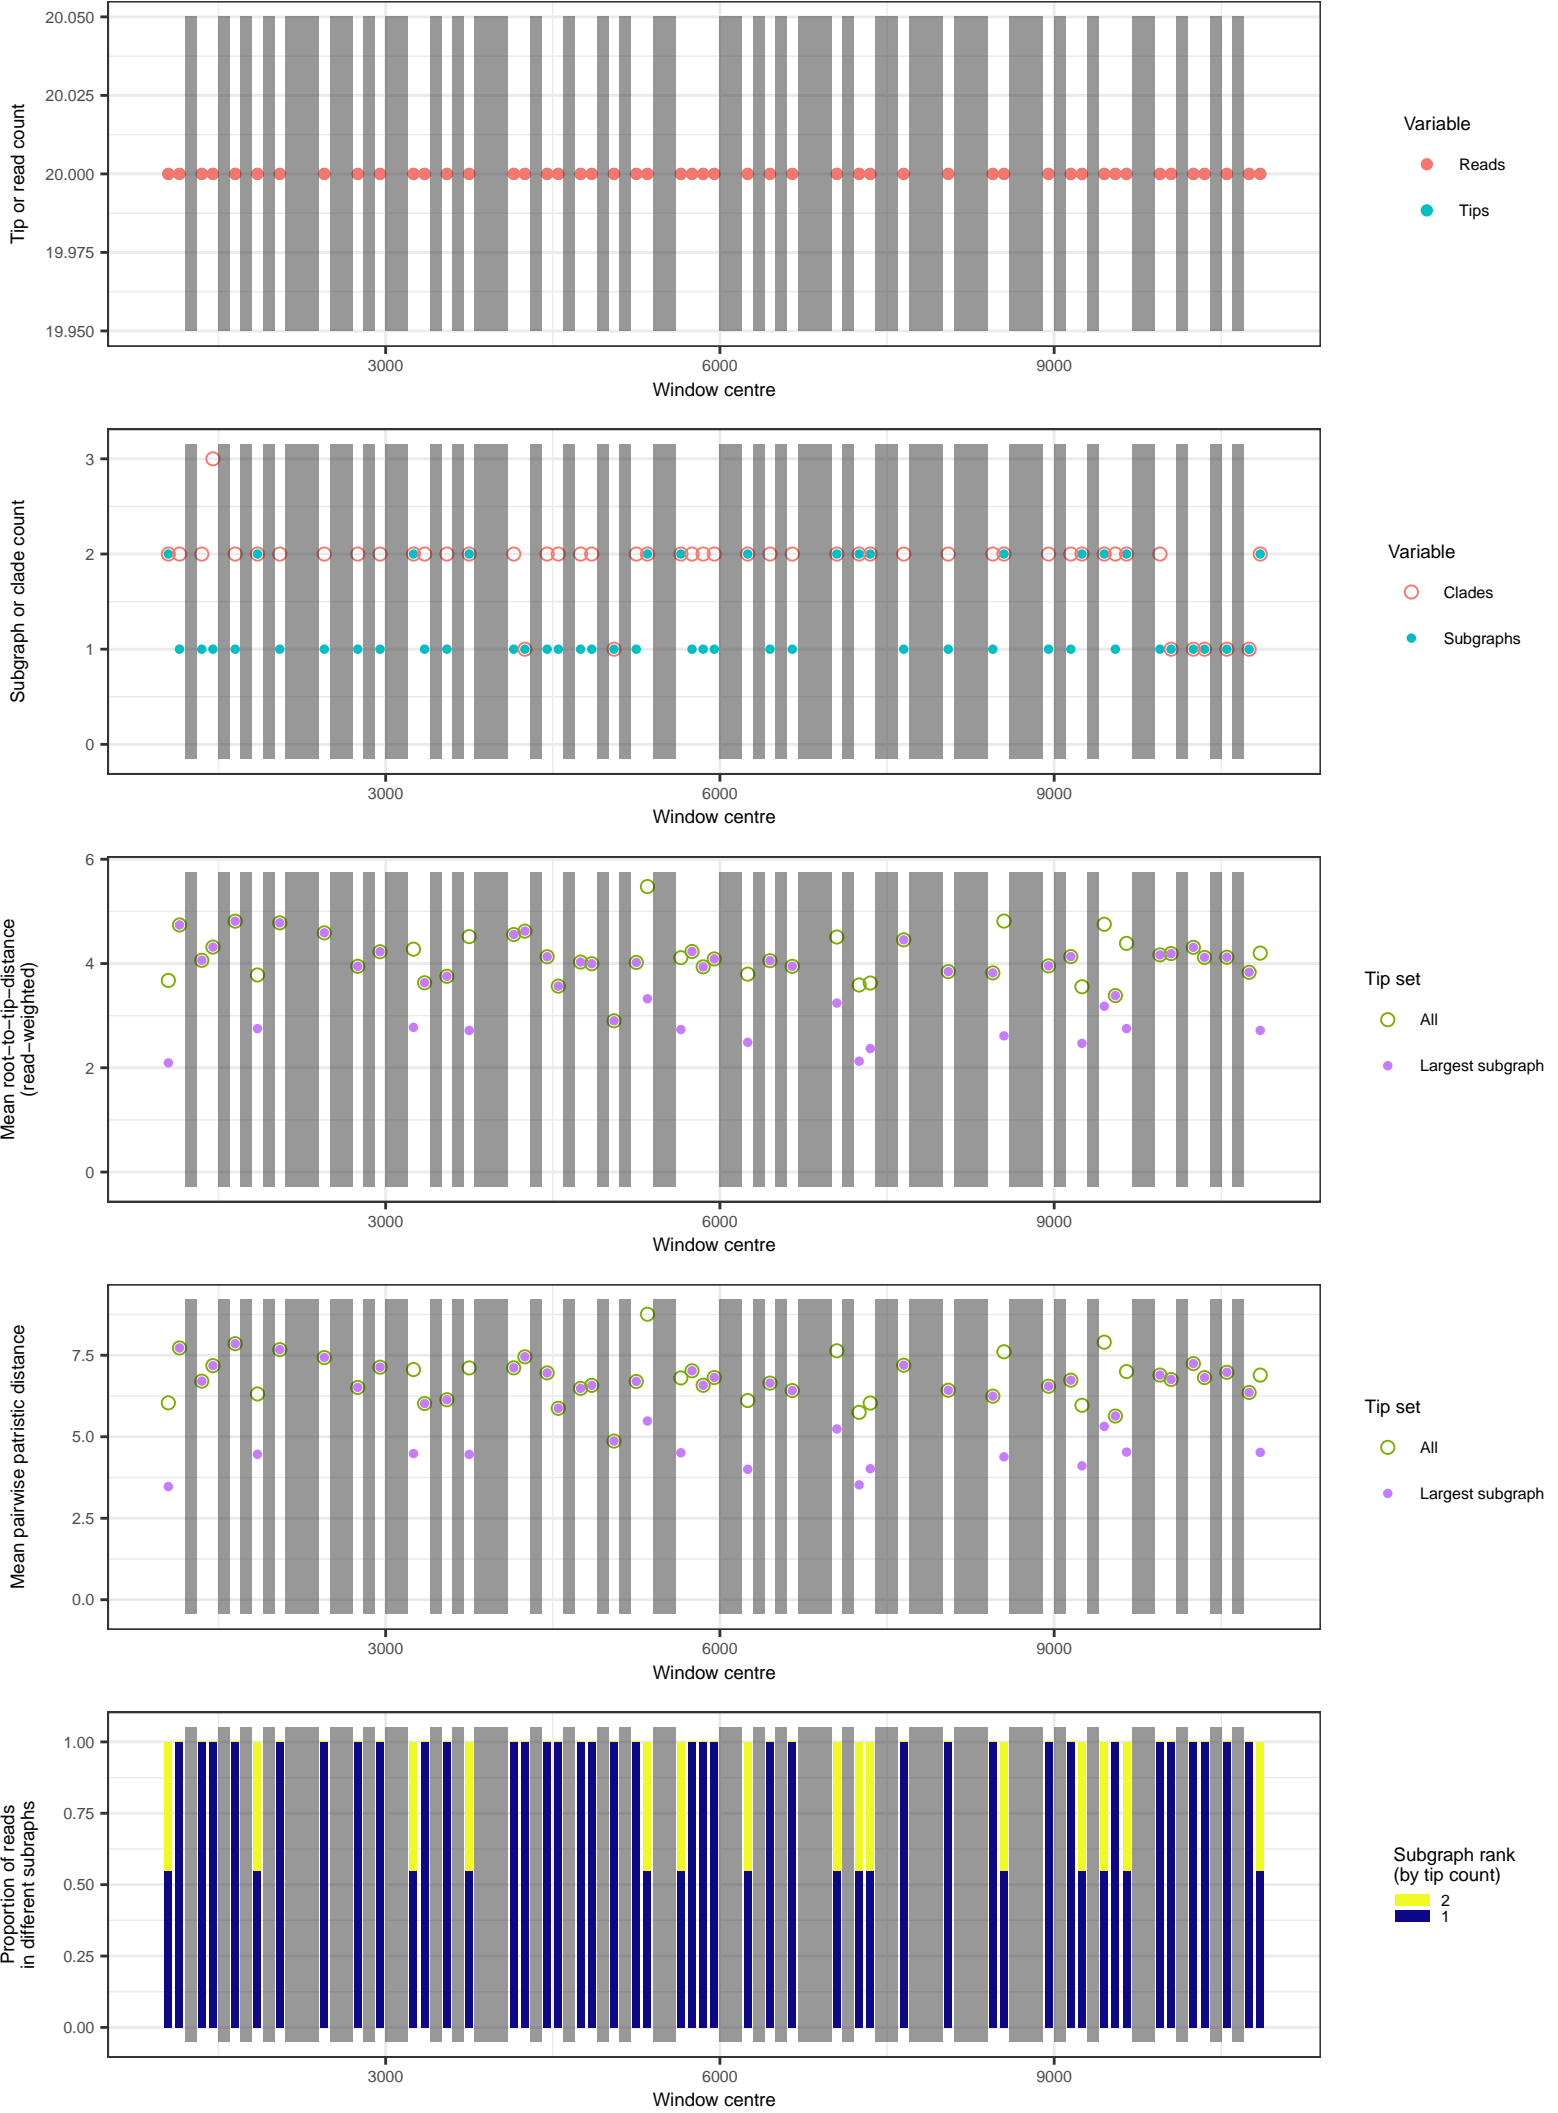 20.050
20.025
20.000
19.975
19.950
Tip or read count
3000
6000
9000
Window centre
Variable
Reads
Tips
3
2
1
0
Subgraph or clade count
3000
6000
9000
Window centre
Variable
Clades
Subgraphs
6
4
2
0
Mean root−to−tip−distance
(read−weighted)
3000
6000
9000
Window centre
Tip set
All
Largest subgraph
7.5
5.0
2.5
0.0
Mean pairwise patristic distance
3000
6000
9000
Window centre
Tip set
All
Largest subgraph
1.00
0.75
0.50
0.25
0.00
Proportion of reads
in different subraphs
3000
6000
9000
Window centre
Subgraph rank
(by tip count)
2
1